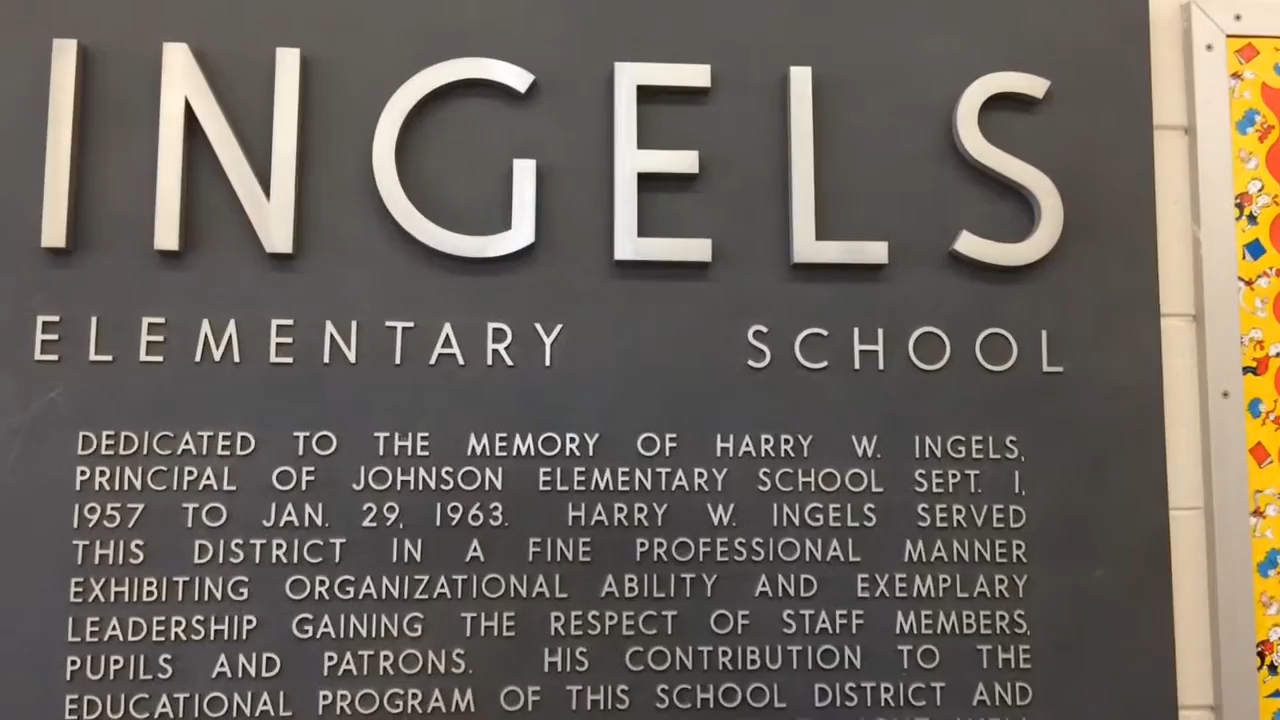 INGELS
ELEMENTARY SCHOOL
DEDICATED TO THE MEMORY OF HARRY W. INGELS,
PRINCIPAL OF JOHNSON ELEMENTARY SCHOOL SEPT. 1,
1957 TO JAN. 29, 1963. HARRY W. INGELS SERVED
THIS DISTRICT IN A FINE PROFESSIONAL MANNER
EXHIBITING ORGANIZATIONAL ABILITY AND EXEMPLARY
LEADERSHIP GAINING THE RESPECT OF STAFF MEMBERS,
PUPILS AND PATRONS. HIS CONTRIBUTION TO THE
EDUCATIONAL PROGRAM OF THIS SCHOOL DISTRICT AND